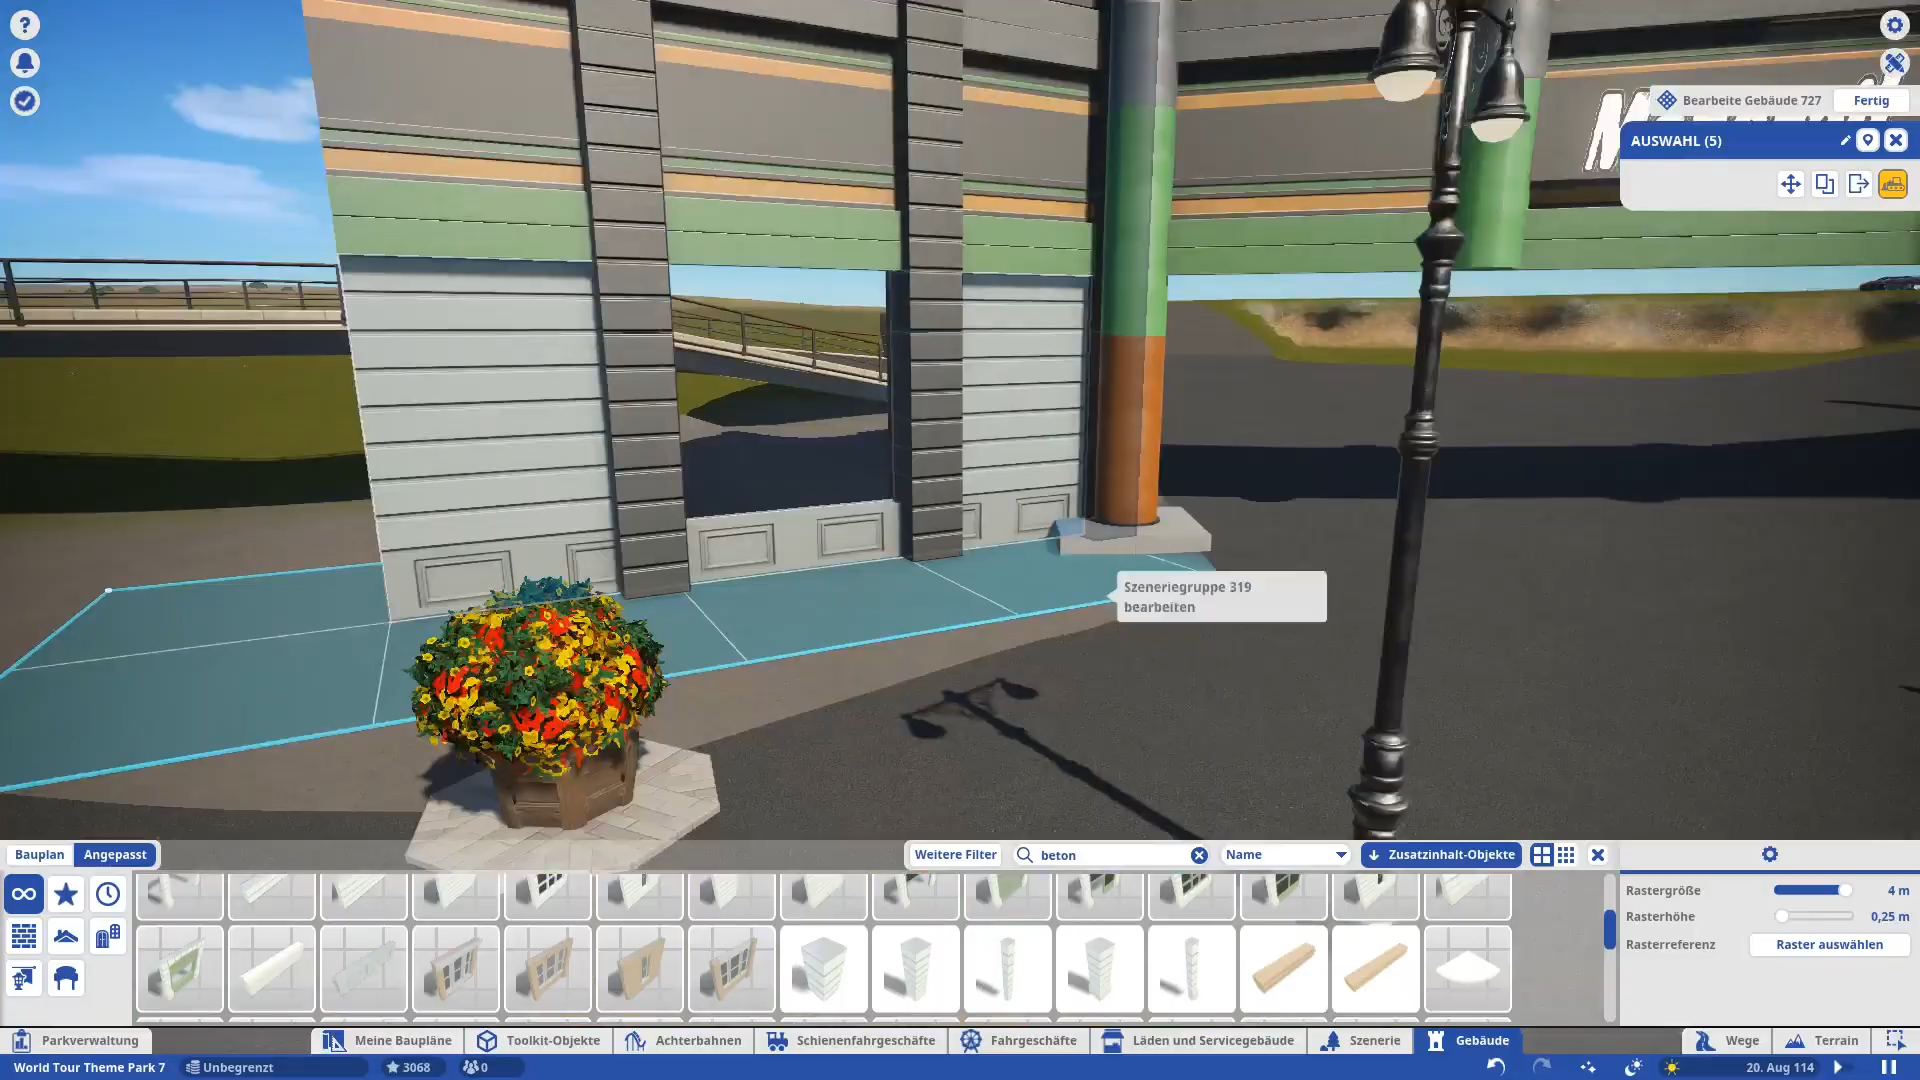 Bearbeite Gebäude 727
Fertig
AUSWAHL (5)
Szeneriegruppe 319
bearbeiten
Bauplan
Angepasst
Weitere Filter
beton
Name
Zusatzinhalt-Objekte
Rastergröße
4 m
Rasterhöhe
0,25 m
Rasterreferenz
Raster auswählen
Parkverwaltung
Meine Baupläne
Toolkit-Objekte
Achterbahnen
Schienenfahrgeschäfte
Fahrgeschäfte
Läden und Servicegebäude
Szenerie
Gebäude
Wege
Terrain
World Tour Theme Park 7
Unbegrenzt
3068
0
20. Aug 114